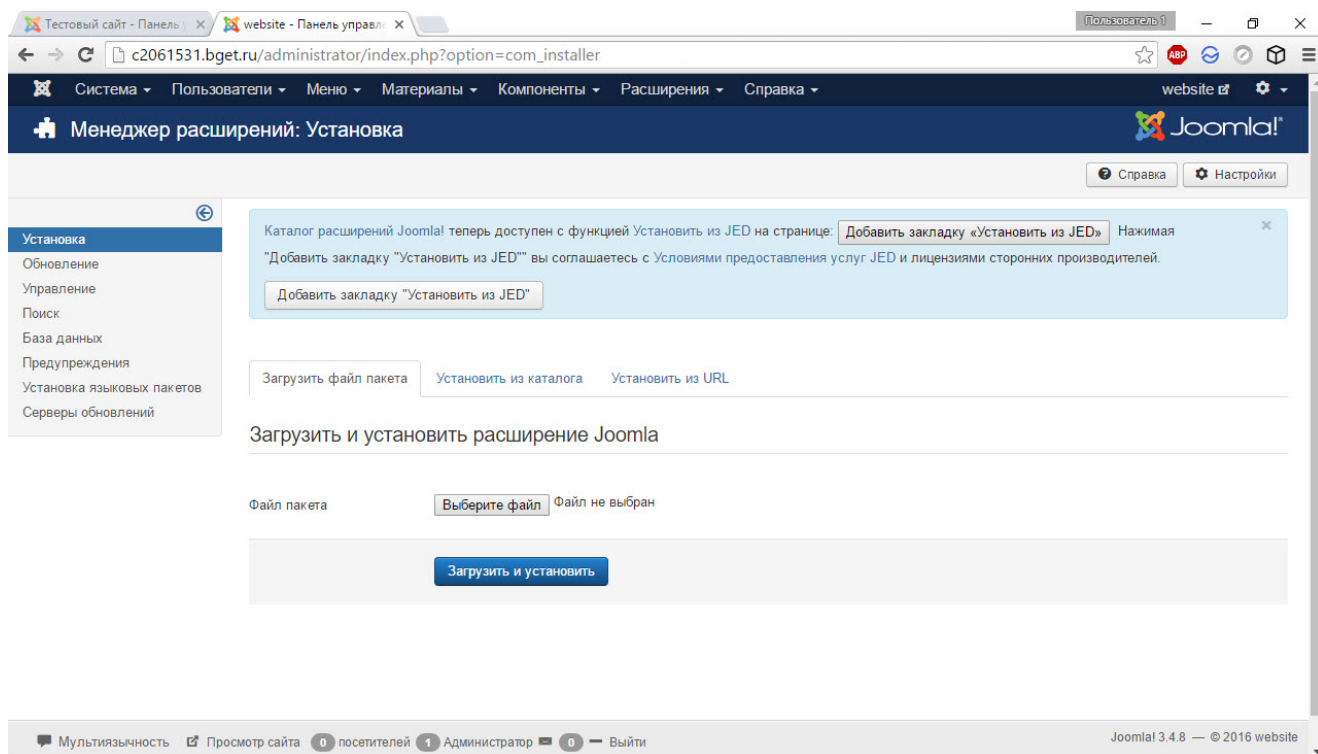 Тестовый сайт - Панель у
website - Панель управле
Пользователь 1
c2061531.bget.ru/administrator/index.php?option=com_installer
ABP
Система Пользователи Меню Материалы Компоненты Расширения Справка website
Менеджер расширений: Установка
Joomla!®
Справка
Настройки
Установка
Обновление
Управление
Поиск
База данных
Предупреждения
Установка языковых пакетов
Серверы обновлений
Каталог расширений Joomla! теперь доступен с функцией Установить из JED на странице: Добавить закладку «Установить из JED» Нажимая
"Добавить закладку "Установить из JED"" вы соглашаетесь с Условиями предоставления услуг JED и лицензиями сторонних производителей.
Добавить закладку "Установить из JED"
Загрузить файл пакета Установить из каталога Установить из URL
Загрузить и установить расширение Joomla
Файл пакета Выберите файл Файл не выбран
Загрузить и установить
Мультиязычность Просмотр сайта 0 посетителей 1 Администратор 0 Выйти
Joomla! 3.4.8 — © 2016 website